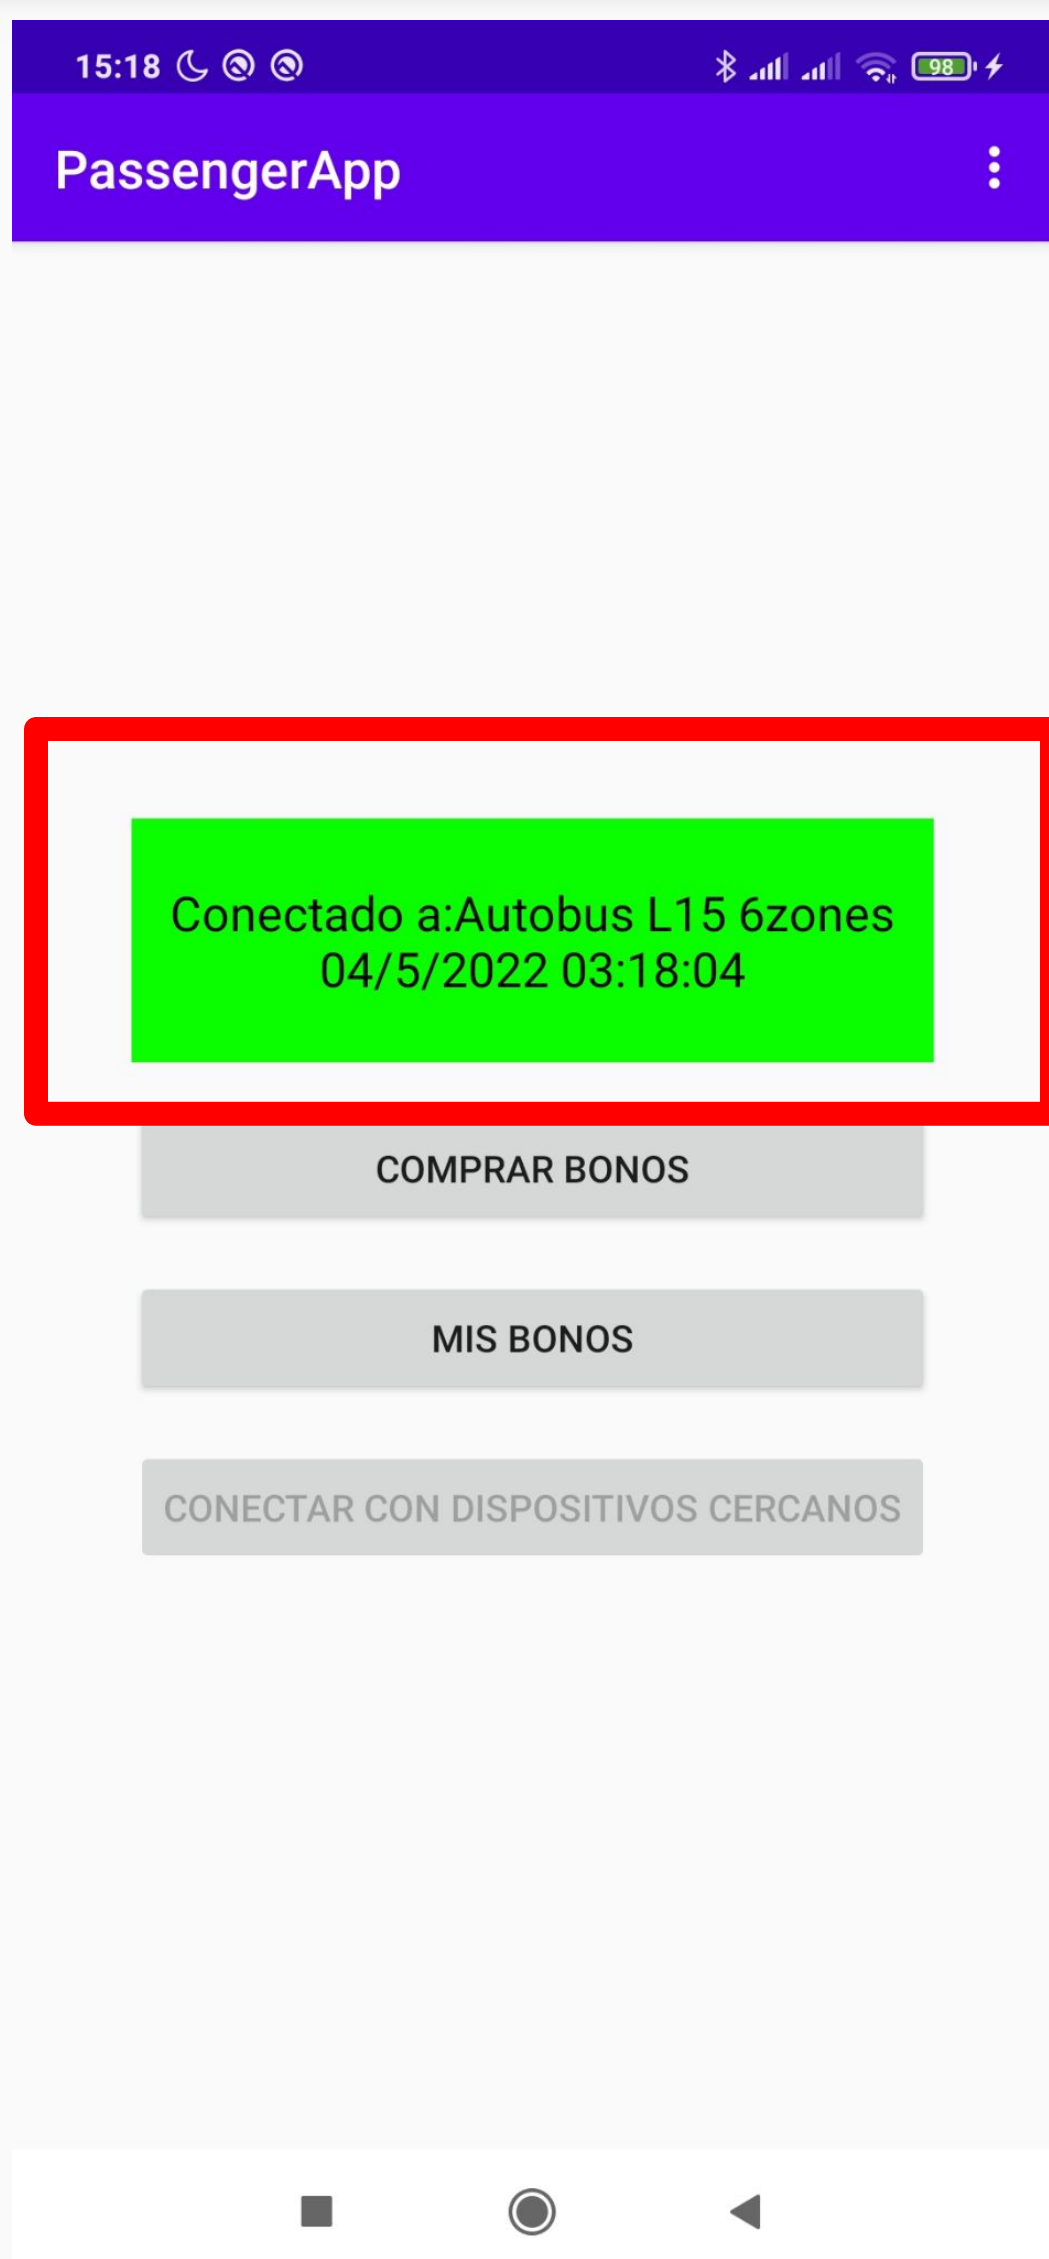 15:18
98
PassengerApp
Conectado a:Autobus L15 6zones
04/5/2022 03:18:04
COMPRAR BONOS
MIS BONOS
CONECTAR CON DISPOSITIVOS CERCANOS